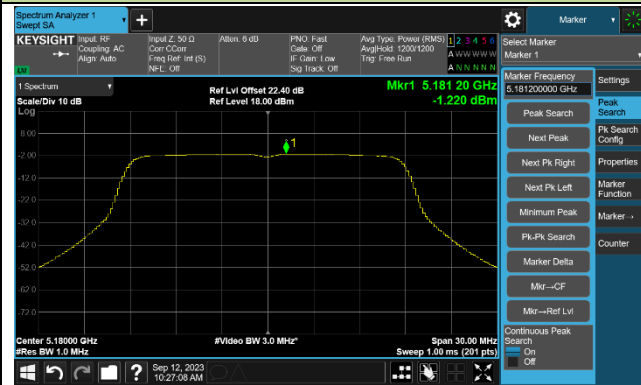 Spectrum Analyzer 1
Swept SA
Marker
KEYSIGHT
Input: RF
Coupling: AC
Align: Auto
Input Z: 50 Ω
Corr CCorr
Freq Ref: Int (S)
NFE: Off
Atten: 6 dB
PNO: Fast
Gate: Off
IF Gain: Low
Sig Track: Off
Avg Type: Power (RMS)
Avg|Hold: 1200/1200
Trig: Free Run
1 2 3 4 5 6
A W W W W W
A N N N N N
Select Marker
Marker 1
1 Spectrum
Scale/Div 10 dB
Log
Ref Lvl Offset 22.40 dB
Ref Level 18.00 dBm
Mkr1 5.181 20 GHz
-1.220 dBm
1
8.00
-2.00
-12.0
-22.0
-32.0
-42.0
-52.0
-62.0
-72.0
Center 5.18000 GHz
#Res BW 1.0 MHz
#Video BW 3.0 MHz*
Span 30.00 MHz
Sweep 1.00 ms (201 pts)
Marker Frequency
5.181200000 GHz
Peak Search
Next Peak
Next Pk Right
Next Pk Left
Minimum Peak
Pk-Pk Search
Marker Delta
Mkr→CF
Mkr→Ref Lvl
Continuous Peak
Search
On
Off
Settings
Peak
Search
Pk Search
Config
Properties
Marker
Function
Marker→
Counter
Sep 12, 2023
10:27:08 AM